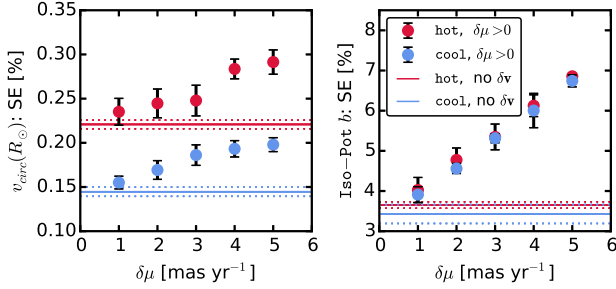 v_circ(R_⊙): SE [%]
0.40
0.35
0.30
0.25
0.20
0.15
0.10
0 1 2 3 4 5 6
δμ [mas yr⁻¹]
Iso−Pot b: SE [%]
8
7
6
5
4
3
0 1 2 3 4 5 6
δμ [mas yr⁻¹]
hot, δμ>0
cool, δμ>0
hot, no δv
cool, no δv